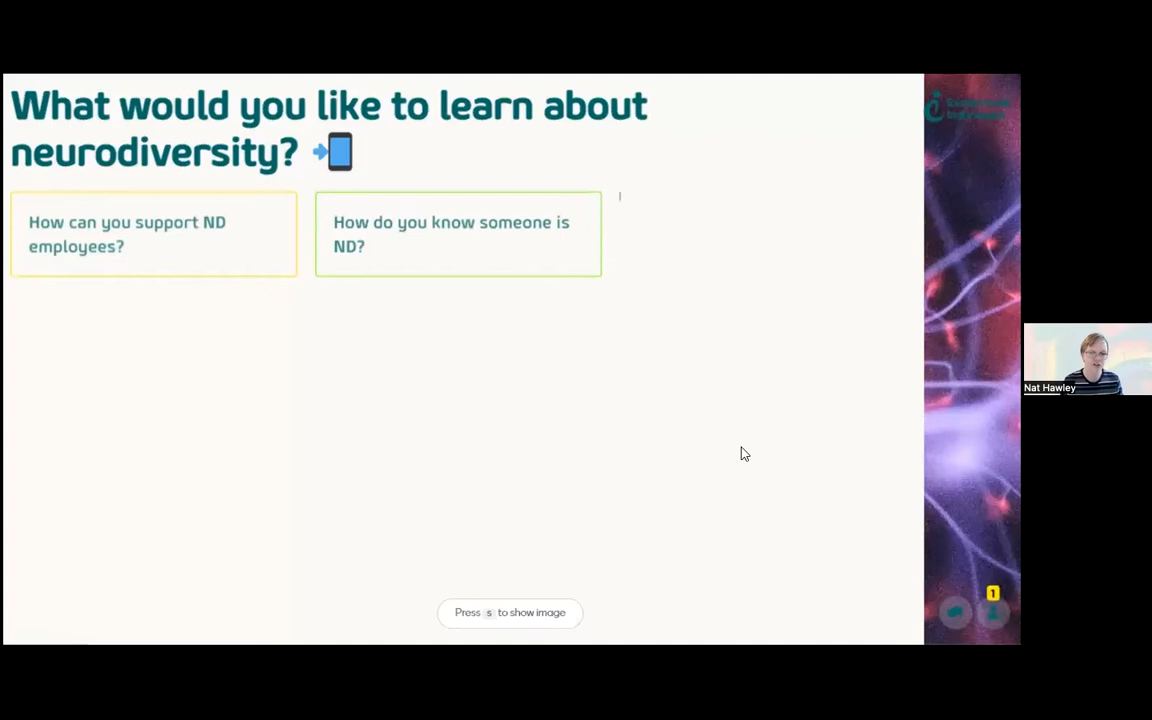 What would you like to learn about
neurodiversity?
How can you support ND
employees?
How do you know someone is
ND?
Press s to show image
1
Nat Hawley